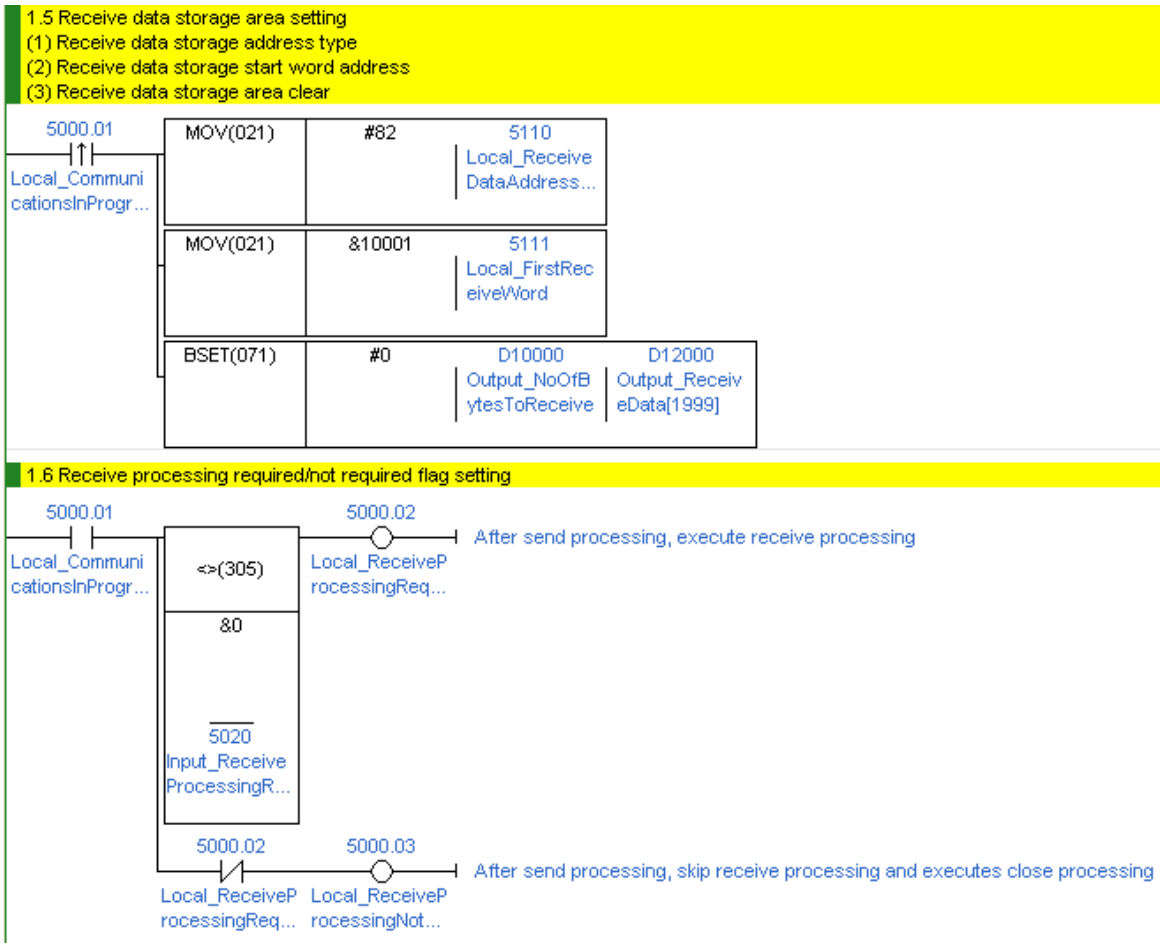 1.5 Receive data storage area setting
(1) Receive data storage address type
(2) Receive data storage start word address
(3) Receive data storage area clear
5000.01
Local_Communi
cationsInProgr...
MOV(021)
#82
5110
Local_Receive
DataAddress...
MOV(021)
&10001
5111
Local_FirstRec
eiveWord
BSET(071)
#0
D10000
Output_NoOfB
ytesToReceive
D12000
Output_Receiv
eData[1999]
1.6 Receive processing required/not required flag setting
5000.01
Local_Communi
cationsInProgr...
<>(305)
&0
5020
Input_Receive
ProcessingR...
5000.02
Local_ReceiveP
rocessingReq...
After send processing, execute receive processing
5000.02
Local_ReceiveP
rocessingReq...
5000.03
Local_ReceiveP
rocessingNot...
After send processing, skip receive processing and executes close processing